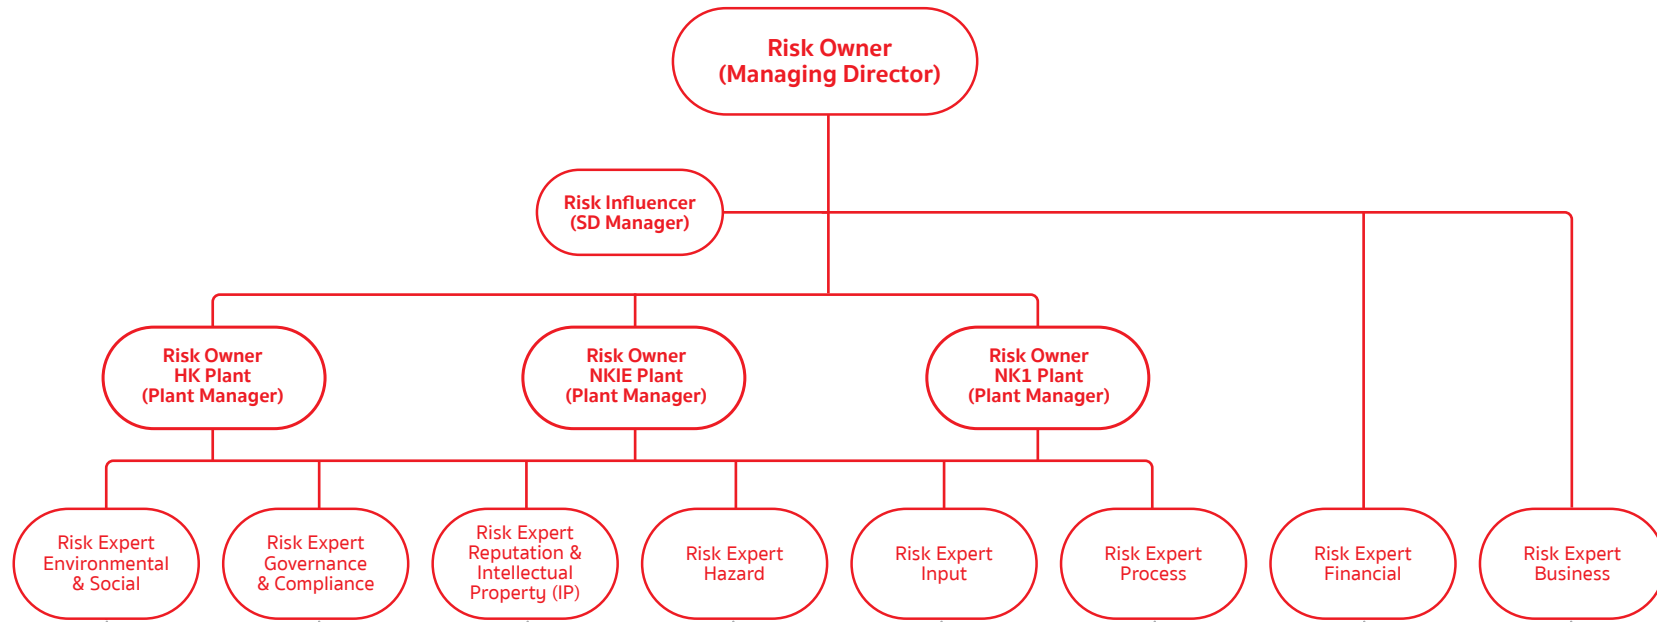 Risk Owner
(Managing Director)
Risk Influencer
(SD Manager)
Risk Owner
HK Plant
(Plant Manager)
Risk Owner
NKIE Plant
(Plant Manager)
Risk Owner
NK1 Plant
(Plant Manager)
Risk Expert
Environmental
& Social
Risk Expert
Governance
& Compliance
Risk Expert
Reputation &
Intellectual
Property (IP)
Risk Expert
Hazard
Risk Expert
Input
Risk Expert
Process
Risk Expert
Financial
Risk Expert
Business